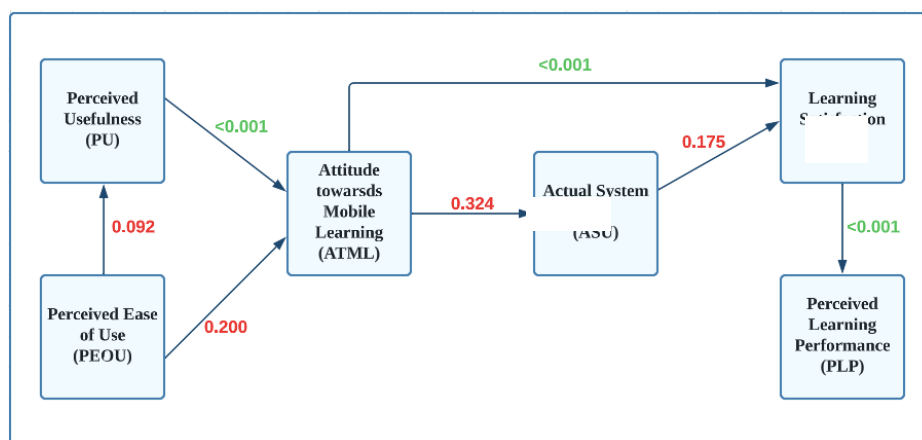 Perceived
Usefulness
(PU)
<0.001
0.092
Perceived Ease
of Use
(PEOU)
0.200
Attitude
towarsds
Mobile
Learning
(ATML)
<0.001
0.324
Actual System
(ASU)
0.175
Learning
<0.001
Perceived
Learning
Performance
(PLP)